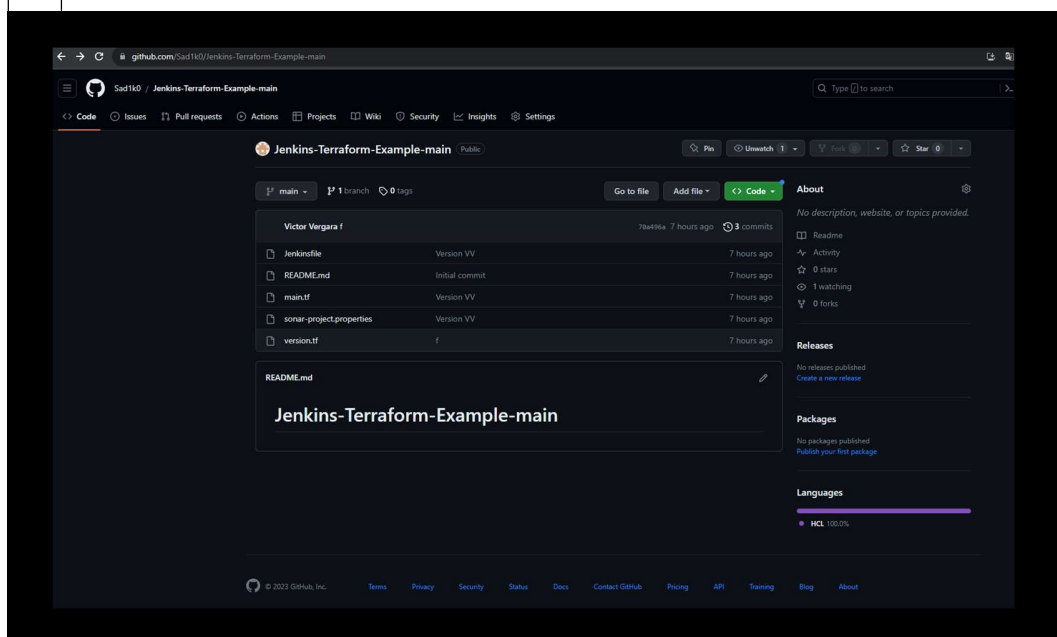 github.com/Sad1k0/Jenkins-Terraform-Example-main
Sad1k0 / Jenkins-Terraform-Example-main
Type / to search
Code Issues Pull requests Actions Projects Wiki Security Insights Settings
Jenkins-Terraform-Example-main Public
Pin Unwatch 1 Fork 0 Star 0
main 1 branch 0 tags Go to file Add file Code
Victor Vergara f 70a496a 7 hours ago 3 commits
Jenkinsfile Version VV 7 hours ago
README.md Initial commit 7 hours ago
main.tf Version VV 7 hours ago
sonar-project.properties Version VV 7 hours ago
version.tf f 7 hours ago
README.md
Jenkins-Terraform-Example-main
About
No description, website, or topics provided.
Readme
Activity
0 stars
1 watching
0 forks
Releases
No releases published
Create a new release
Packages
No packages published
Publish your first package
Languages
HCL 100.0%
© 2023 GitHub, Inc. Terms Privacy Security Status Docs Contact GitHub Pricing API Training Blog About